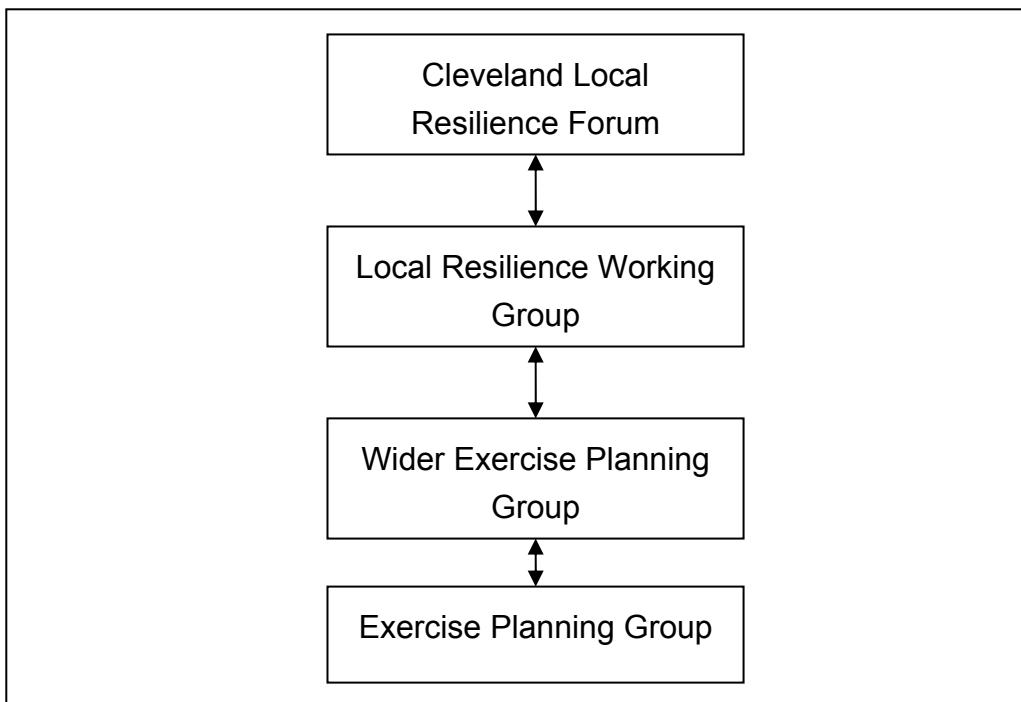 Cleveland Local
Resilience Forum
Local Resilience Working
Group
Wider Exercise Planning
Group
Exercise Planning Group